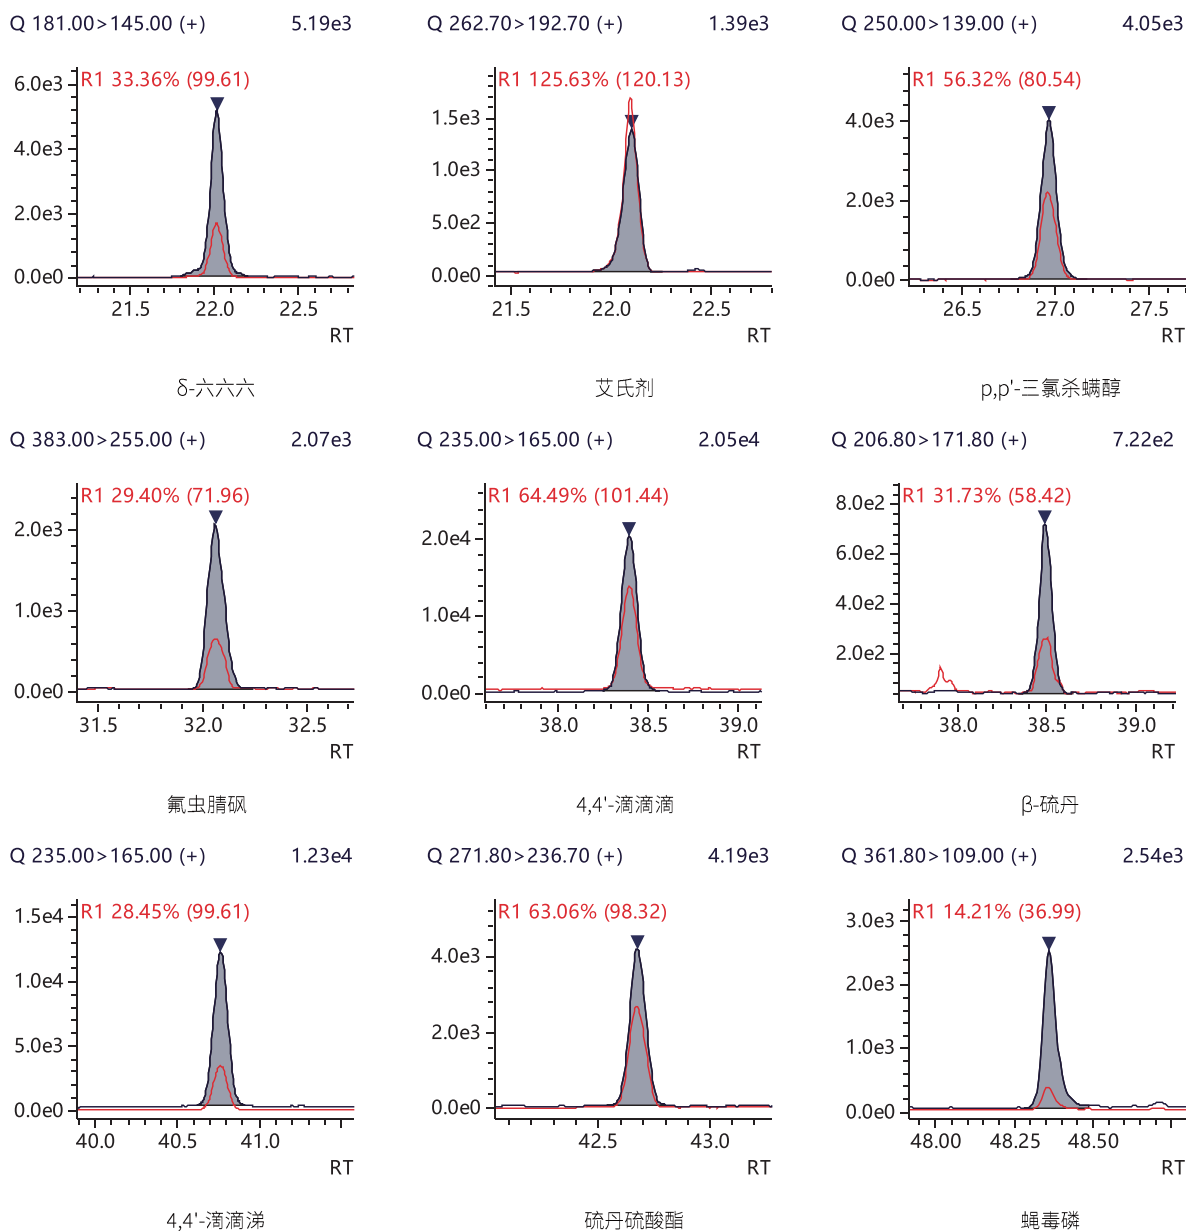 Q 181.00>145.00 (+) 5.19e3
R1 33.36% (99.61)
6.0e3
4.0e3
2.0e3
0.0e0
21.5 22.0 22.5
RT
δ-六六六
Q 262.70>192.70 (+) 1.39e3
R1 125.63% (120.13)
1.5e3
1.0e3
5.0e2
0.0e0
21.5 22.0 22.5
RT
艾氏剂
Q 250.00>139.00 (+) 4.05e3
R1 56.32% (80.54)
4.0e3
2.0e3
0.0e0
26.5 27.0 27.5
RT
p,p'-三氯杀螨醇
Q 383.00>255.00 (+) 2.07e3
R1 29.40% (71.96)
2.0e3
1.0e3
0.0e0
31.5 32.0 32.5
RT
氟虫腈砜
Q 235.00>165.00 (+) 2.05e4
R1 64.49% (101.44)
2.0e4
1.0e4
0.0e0
38.0 38.5 39.0
RT
4,4'-滴滴滴
Q 206.80>171.80 (+) 7.22e2
R1 31.73% (58.42)
8.0e2
6.0e2
4.0e2
2.0e2
38.0 38.5 39.0
RT
β-硫丹
Q 235.00>165.00 (+) 1.23e4
R1 28.45% (99.61)
1.5e4
1.0e4
5.0e3
0.0e0
40.0 40.5 41.0
RT
4,4'-滴滴涕
Q 271.80>236.70 (+) 4.19e3
R1 63.06% (98.32)
4.0e3
2.0e3
0.0e0
42.5 43.0
RT
硫丹硫酸酯
Q 361.80>109.00 (+) 2.54e3
R1 14.21% (36.99)
3.0e3
2.0e3
1.0e3
0.0e0
48.00 48.25 48.50
RT
蝇毒磷